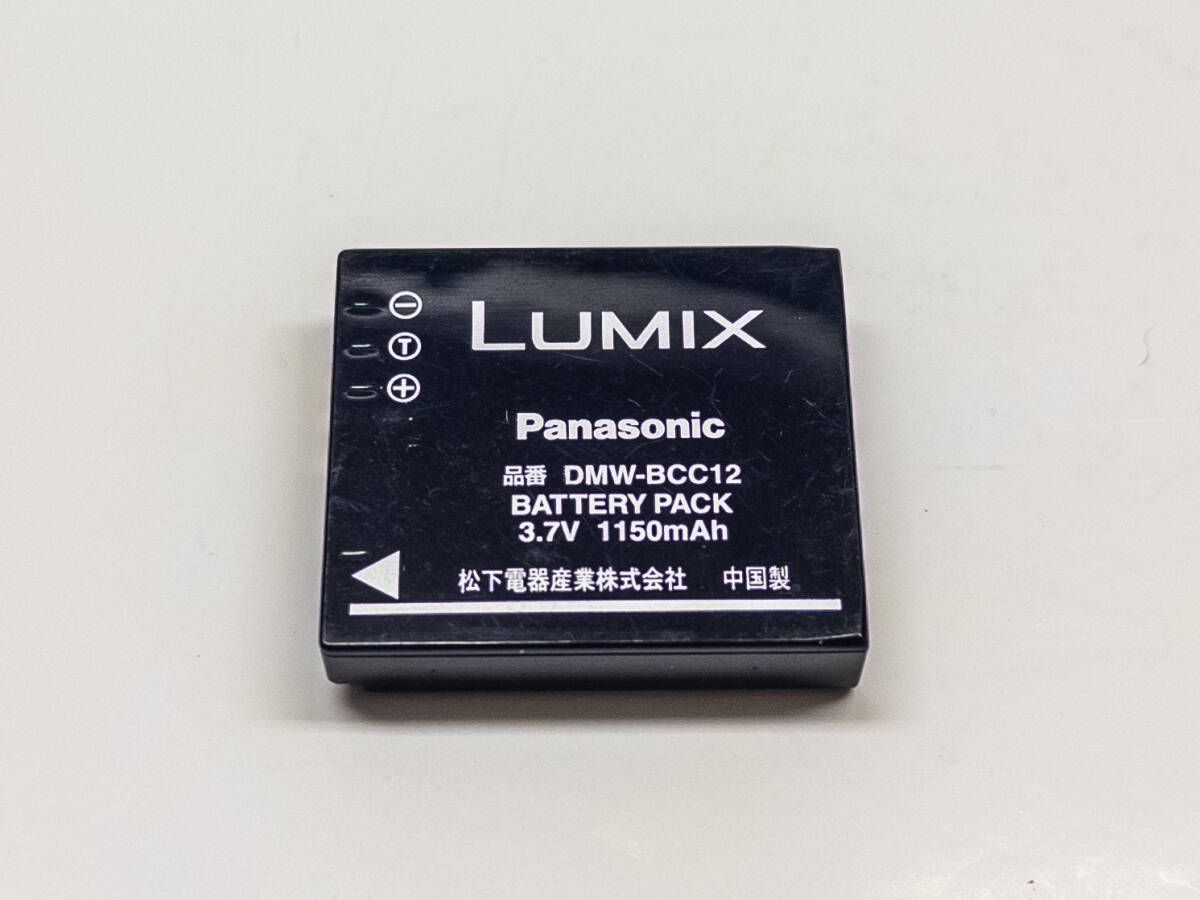 LUMIX
T
Panasonic
品番 DMW-BCC12
BATTERY PACK
3.7V 1150mAh
松下電器産業株式会社 中国製